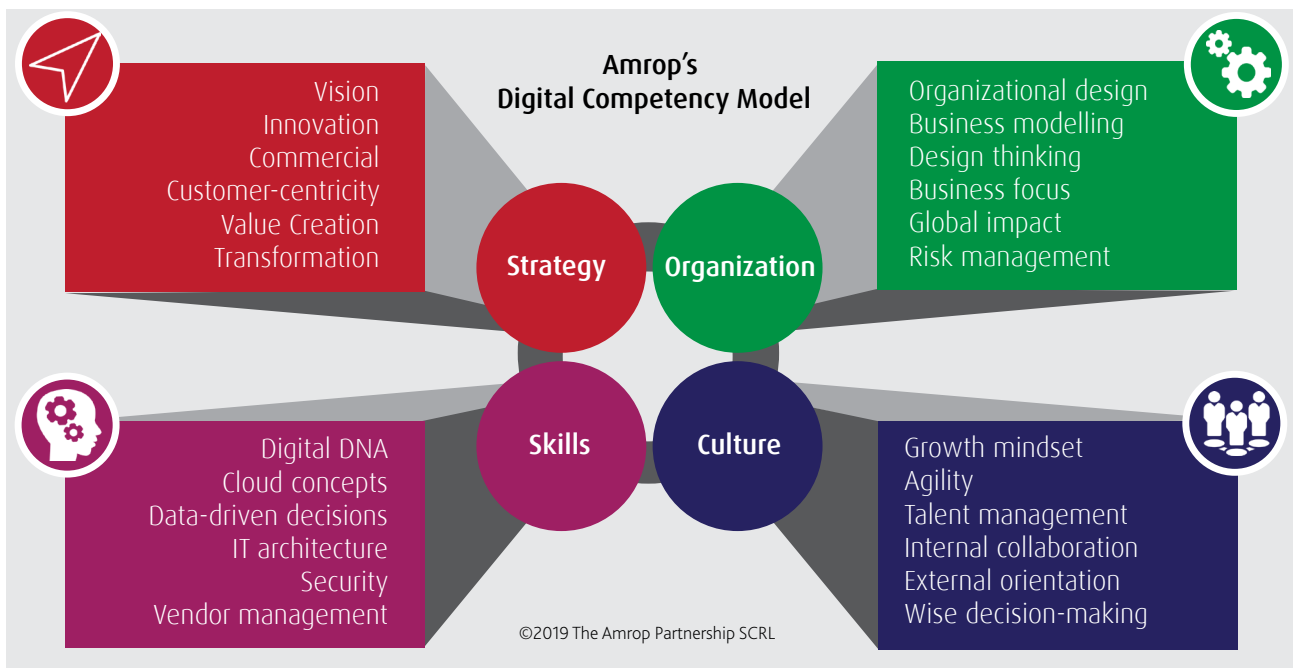 Amrop's
Digital Competency Model
Vision
Innovation
Commercial
Customer-centricity
Value Creation
Transformation
Organizational design
Business modelling
Design thinking
Business focus
Global impact
Risk management
Strategy
Organization
Skills
Culture
Digital DNA
Cloud concepts
Data-driven decisions
IT architecture
Security
Vendor management
Growth mindset
Agility
Talent management
Internal collaboration
External orientation
Wise decision-making
©2019 The Amrop Partnership SCRL